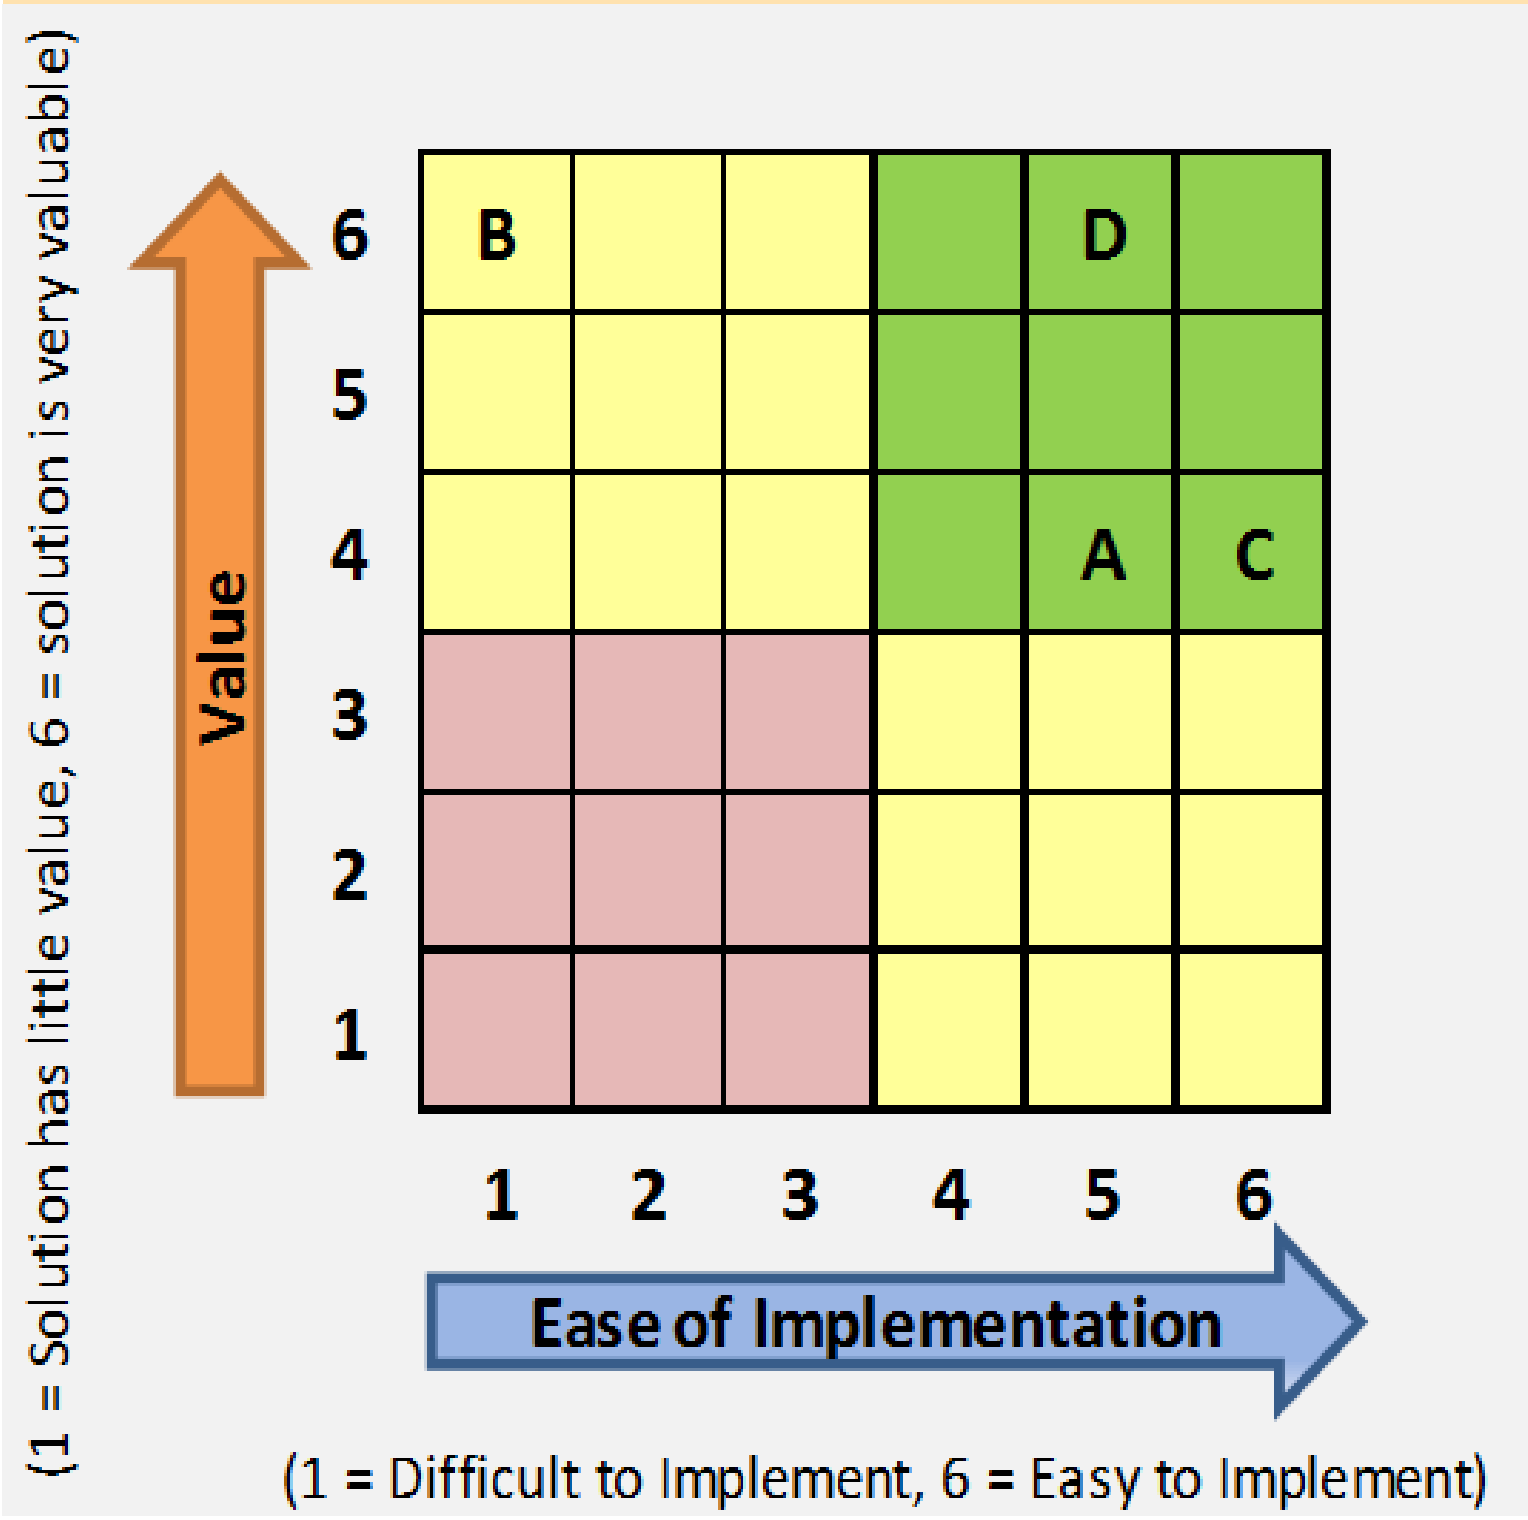 (1 = Solution has little value, 6 = solution is very valuable)
Value
6 B D
5
4 A C
3
2
1
1 2 3 4 5 6
Ease of Implementation
(1 = Difficult to Implement, 6 = Easy to Implement)